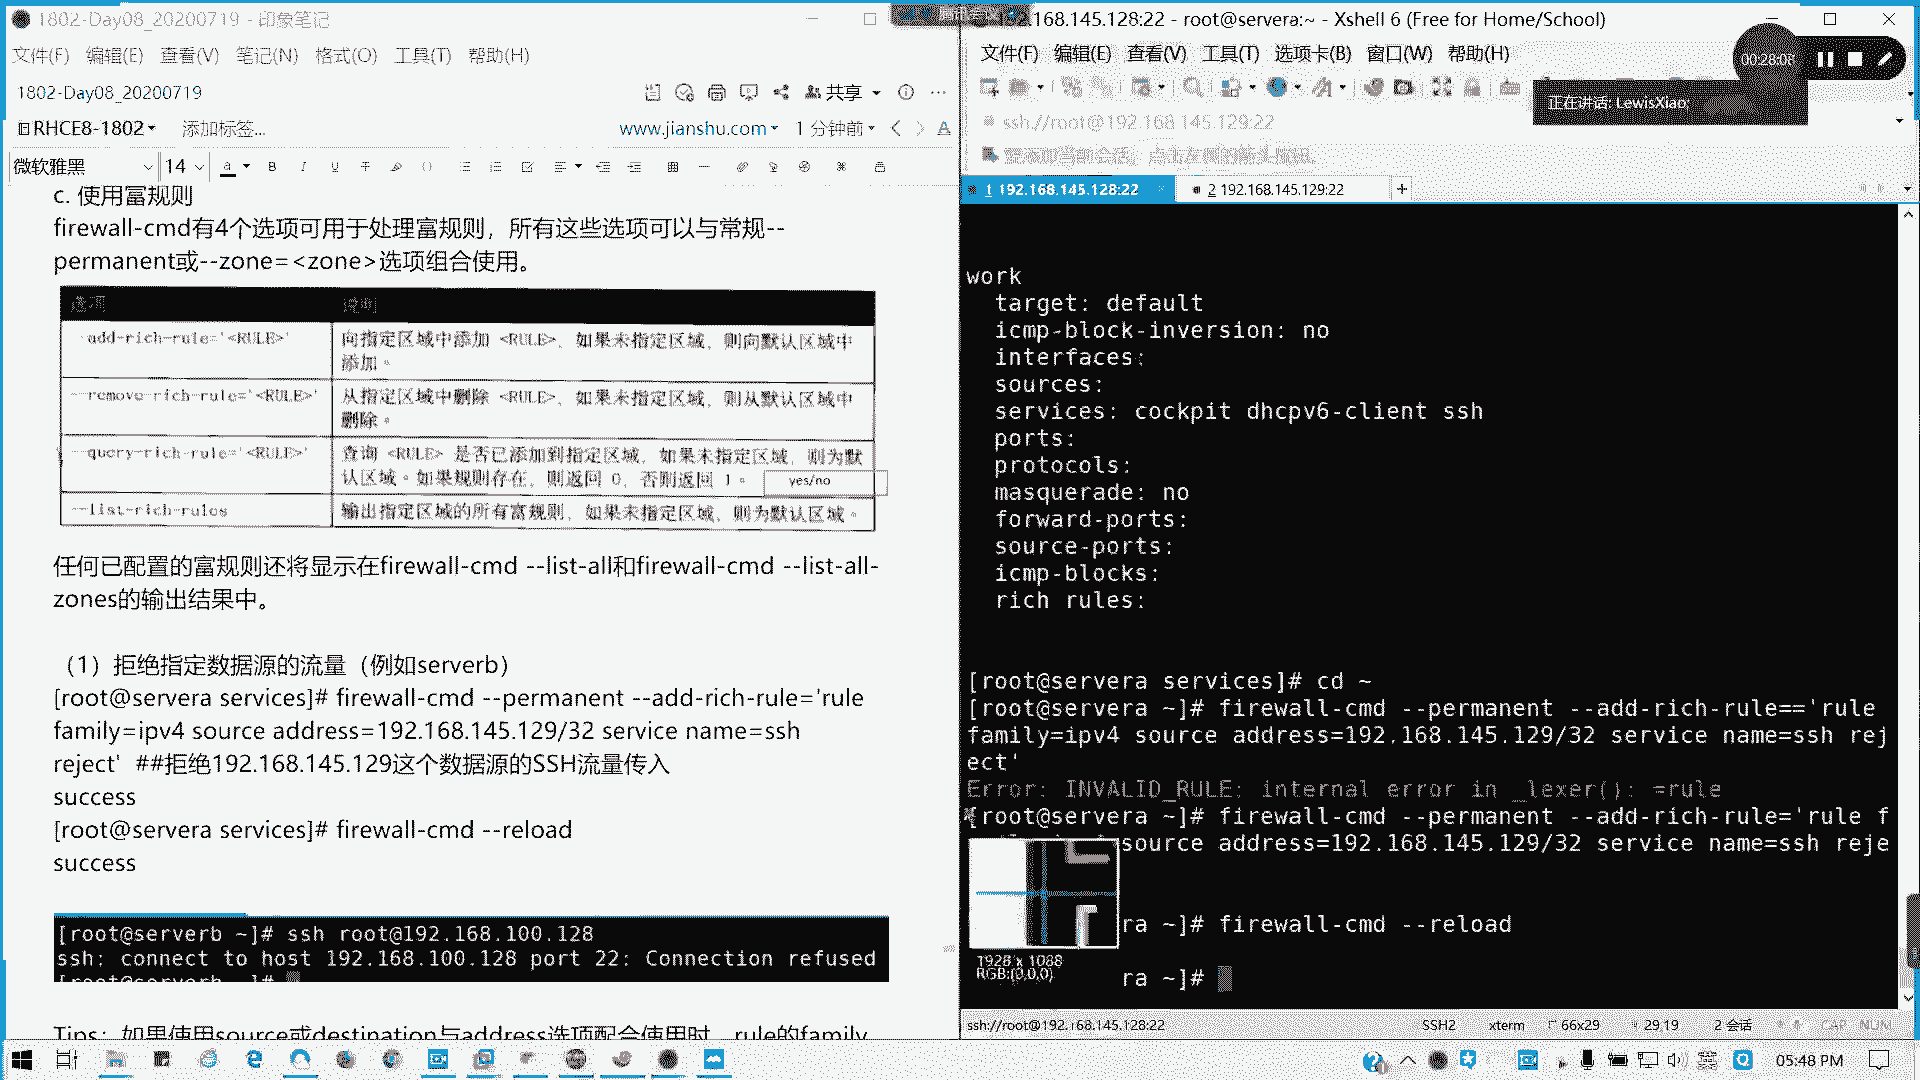 1802-Day08_20200719 - 印象笔记
文件(F) 编辑(E) 查看(V) 笔记(N) 格式(O) 工具(T) 帮助(H)
1802-Day08_20200719
共享
RHCE8-1802
添加标签...
www.jianshu.com
1 分钟前
微软雅黑
14
c. 使用富规则
firewall-cmd有4个选项可用于处理富规则，所有这些选项可以与常规--
permanent或--zone=<zone>选项组合使用。
选项 说明
--add-rich-rule='<RULE>'
向指定区域中添加 <RULE>，如果未指定区域，则向默认区域中
添加。
--remove-rich-rule='<RULE>'
从指定区域中删除 <RULE>，如果未指定区域，则从默认区域中
删除。
--query-rich-rule='<RULE>'
查询 <RULE> 是否已添加到指定区域，如果未指定区域，则为默
认区域。如果规则存在，则返回 0，否则返回 1。
yes/no
--list-rich-rules
输出指定区域的所有富规则，如果未指定区域，则为默认区域。
任何已配置的富规则还将显示在firewall-cmd --list-all和firewall-cmd --list-all-
zones的输出结果中。
（1）拒绝指定数据源的流量（例如serverb）
[root@servera services]# firewall-cmd --permanent --add-rich-rule='rule
family=ipv4 source address=192.168.145.129/32 service name=ssh
reject' ##拒绝192.168.145.129这个数据源的SSH流量传入
success
[root@servera services]# firewall-cmd --reload
success
[root@serverb ~]# ssh root@192.168.100.128
ssh: connect to host 192.168.100.128 port 22: Connection refused
[root@serverb ~]#
Tips：如果使用source或destination与address选项配合使用时，rule的family
腾讯会议
.168.145.128:22 - root@servera:~ - Xshell 6 (Free for Home/School)
文件(F) 编辑(E) 查看(V) 工具(T) 选项卡(B) 窗口(W) 帮助(H)
00:28:08
正在讲话: LewisXiao;
ssh://root@192.168.145.129:22
1 192.168.145.128:22
2 192.168.145.129:22
work
target: default
icmp-block-inversion: no
interfaces:
sources:
services: cockpit dhcpv6-client ssh
ports:
protocols:
masquerade: no
forward-ports:
source-ports:
icmp-blocks:
rich rules:
[root@servera services]# cd ~
[root@servera ~]# firewall-cmd --permanent --add-rich-rule=='rule
family=ipv4 source address=192.168.145.129/32 service name=ssh rej
ect'
Error: INVALID_RULE: internal error in _lexer(): =rule
[root@servera ~]# firewall-cmd --permanent --add-rich-rule='rule f
source address=192.168.145.129/32 service name=ssh reje
ra ~]# firewall-cmd --reload
ra ~]#
1928 x 1088
RGB:(0,0,0)
ssh://root@192.168.145.128:22
SSH2
xterm
66x29
29,19
2 会话
CAP NUM
英
05:48 PM